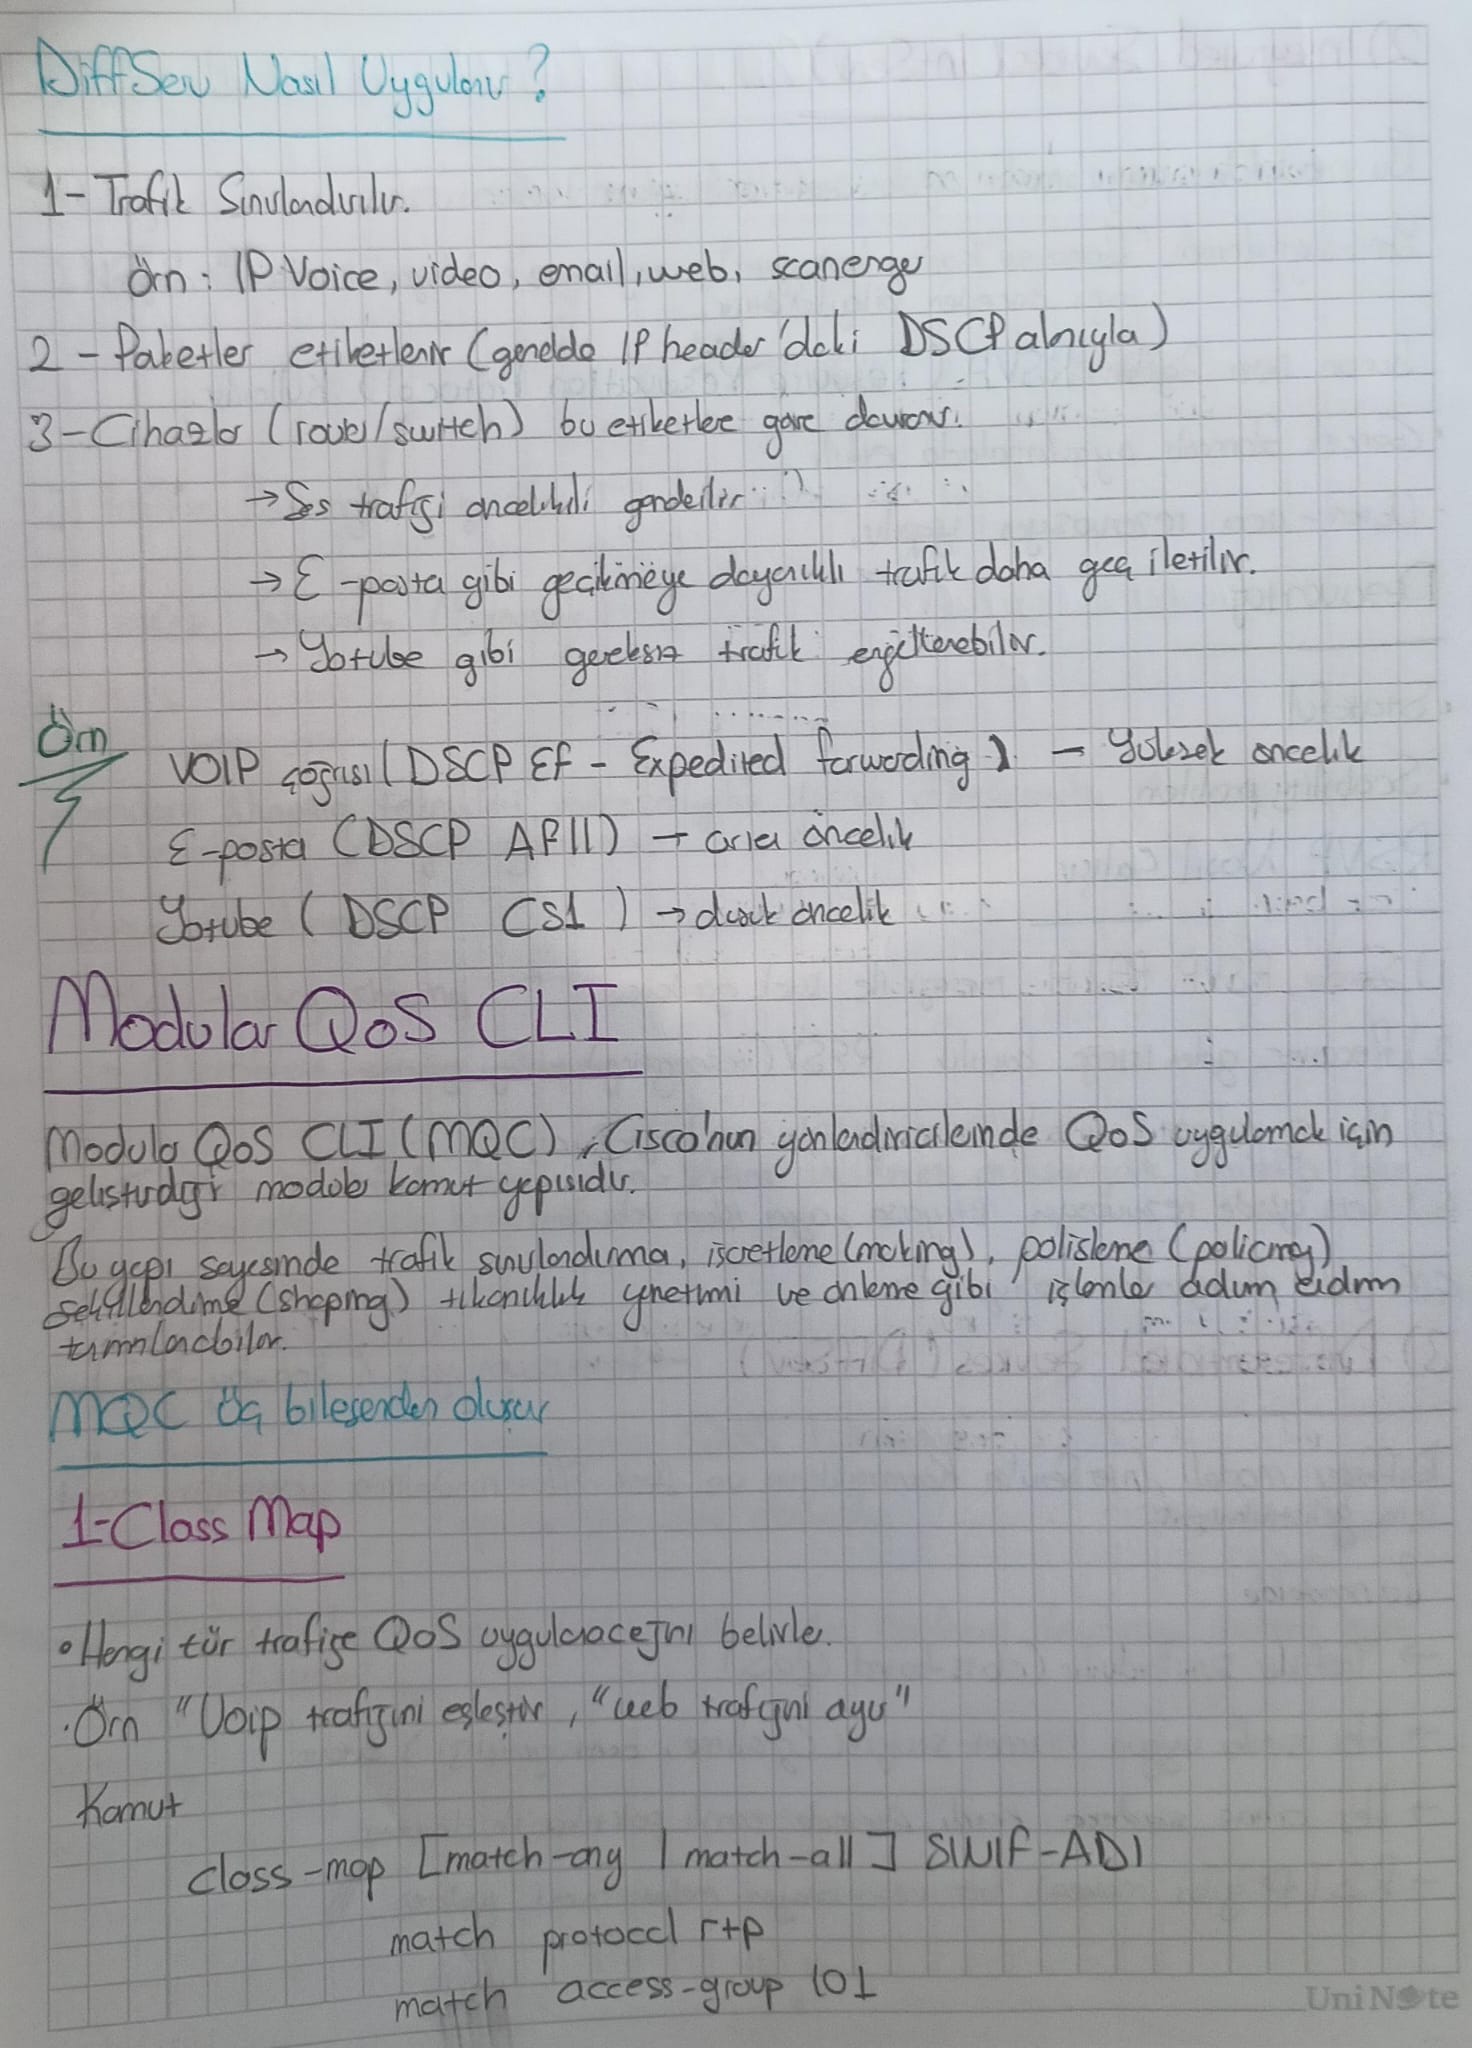 DiffServ Nasıl Uygulanır?
1- Trafik Sınıflandırılır.
Örn: IP Voice, video, email, web,
2 - Paketler etiketlenir (genelde IP header'daki DSCP alanıyla)
3 - Cihazlar (router/switch) bu etiketlere göre davranır.
→ Ses trafiği öncelikli gönderilir
→ E-posta gibi gecikmeye dayanıklı trafik daha geç iletilir.
→ Yotube gibi gereksiz trafik engellenebilir.
Örn
VOIP çağrısı (DSCP EF - Expedited forwarding) - Yüksek öncelik
E-posta (DSCP AF11) → orta öncelik
Yotube (DSCP CS1) → düşük öncelik
Modular QoS CLI
Modular QoS CLI (MQC), Cisco'nun yönlendiricilerinde QoS uygulamak için
geliştirdiği modüler komut yapısıdır.
Bu yapı sayesinde trafik sınıflandırma, işaretleme (marking), polisleme (policing)
şekillendirme (shaping) tıkanıklık yönetimi ve önleme gibi işlemler adım adım
tanımlanabilir.
MQC Üç bileşenden oluşur
1-Class Map
• Hangi tür trafiğe QoS uygulanacağını belirler.
• Örn "Voip trafiğini eşleştir, "web trafiğini ayır"
Komut
class-map [match-any | match-all] SINIF-ADI
match protocol rtp
match access-group 101
UniNote